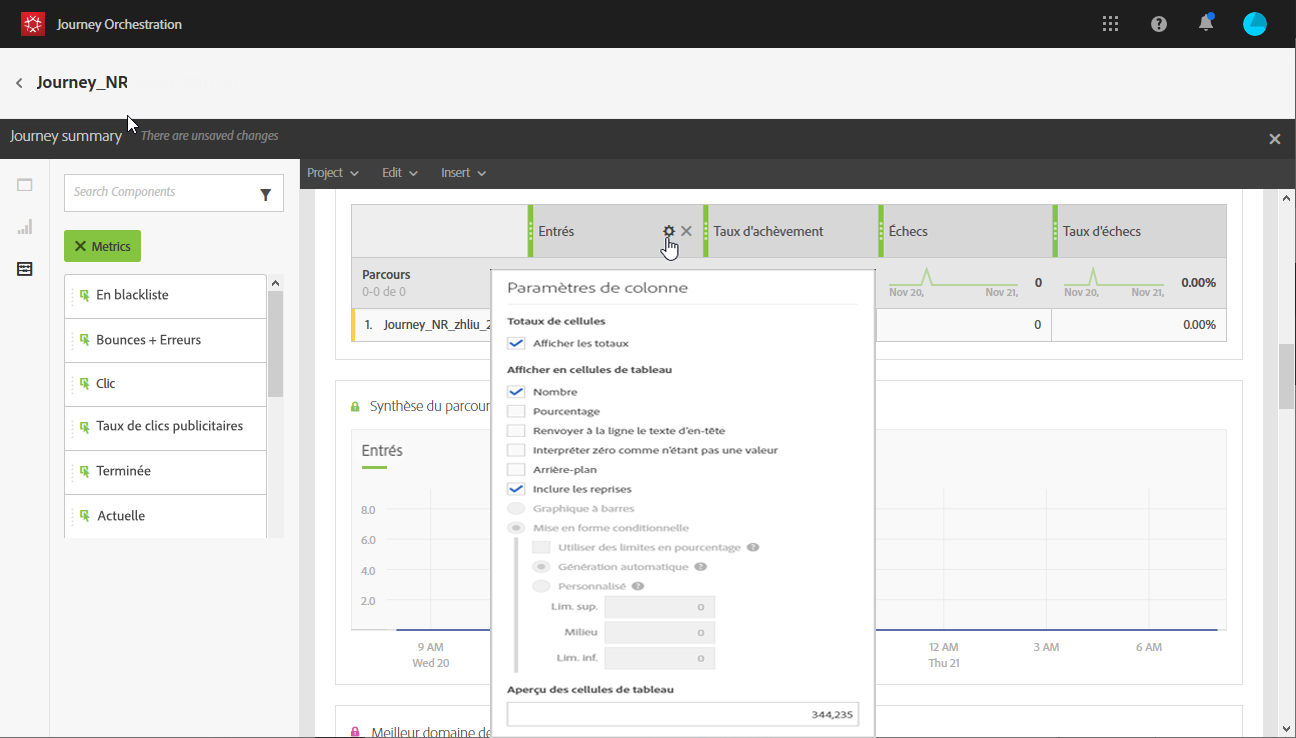 Journey Orchestration
Journey_NR
Journey summary There are unsaved changes
Project Edit Insert
Search Components
Metrics
En blackliste
Bounces + Erreurs
Clic
Taux de clics publicitaires
Terminée
Actuelle
Entrés Taux d'achèvement Échecs Taux d'échecs
Parcours
0-0 de 0
Nov 20, Nov 21, 0 Nov 20, Nov 21, 0.00%
1. Journey_NR_zhliu_2 0 0.00%
Synthèse du parcour
Entrés
8.0
6.0
4.0
2.0
9 AM
Wed 20
12 AM
Thu 21
3 AM
6 AM
Meilleur domaine de
Paramètres de colonne
Totaux de cellules
Afficher les totaux
Afficher en cellules de tableau
Nombre
Pourcentage
Renvoyer à la ligne le texte d'en-tête
Interpréter zéro comme n'étant pas une valeur
Arrière-plan
Inclure les reprises
Graphique à barres
Mise en forme conditionnelle
Utiliser des limites en pourcentage ?
Génération automatique ?
Personnalisé ?
Lim. sup. 0
Milieu 0
Lim. inf. 0
Aperçu des cellules de tableau
344,235